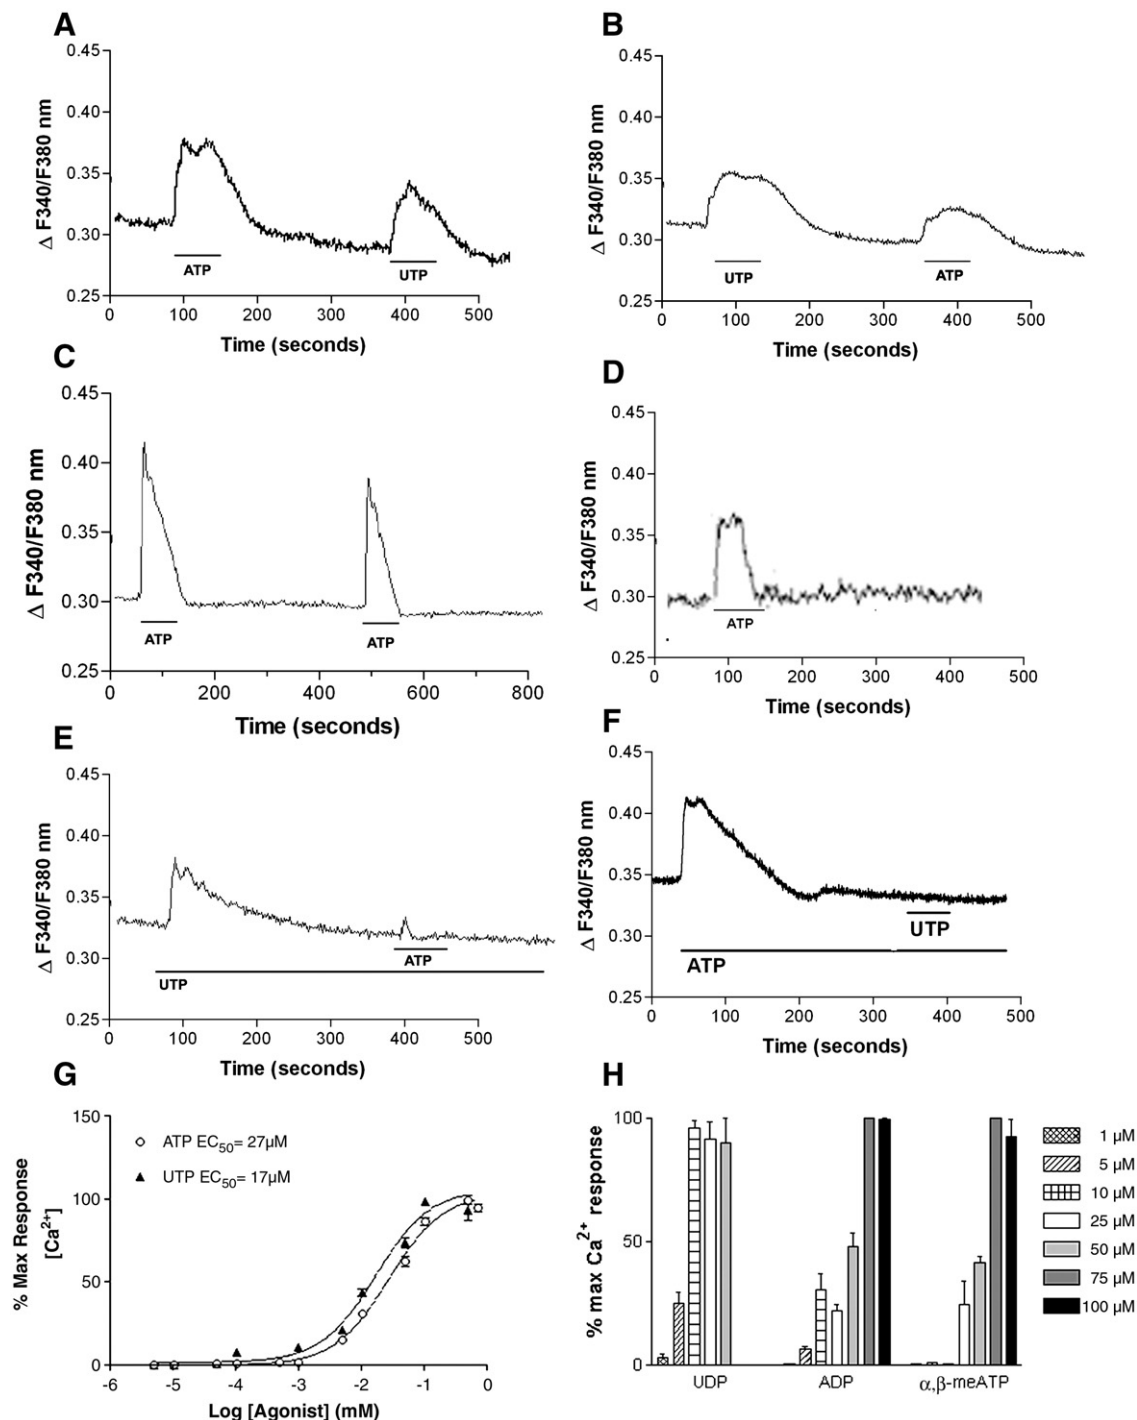 A
0.45
0.40
0.35
0.30
0.25
Δ F340/F380 nm
ATP
UTP
0
100
200
300
400
500
Time (seconds)
B
0.45
0.40
0.35
0.30
0.25
Δ F340/F380 nm
UTP
ATP
0
100
200
300
400
500
Time (seconds)
C
0.45
0.40
0.35
0.30
0.25
Δ F340/F380 nm
ATP
ATP
0
200
400
600
800
Time (seconds)
D
0.45
0.40
0.35
0.30
0.25
Δ F340/F380 nm
ATP
0
100
200
300
400
500
Time (seconds)
E
0.45
0.40
0.35
0.30
0.25
Δ F340/F380 nm
ATP
UTP
0
100
200
300
400
500
Time (seconds)
F
0.45
0.40
0.35
0.30
0.25
Δ F340/F380 nm
UTP
ATP
0
100
200
300
400
500
Time (seconds)
G
150
100
50
0
% Max Response
[Ca²⁺]
ATP EC₅₀= 27µM
UTP EC₅₀= 17µM
-6
-5
-4
-3
-2
-1
0
Log [Agonist] (mM)
H
100
50
0
% max Ca²⁺ response
UDP
ADP
α,β-meATP
1 µM
5 µM
10 µM
25 µM
50 µM
75 µM
100 µM